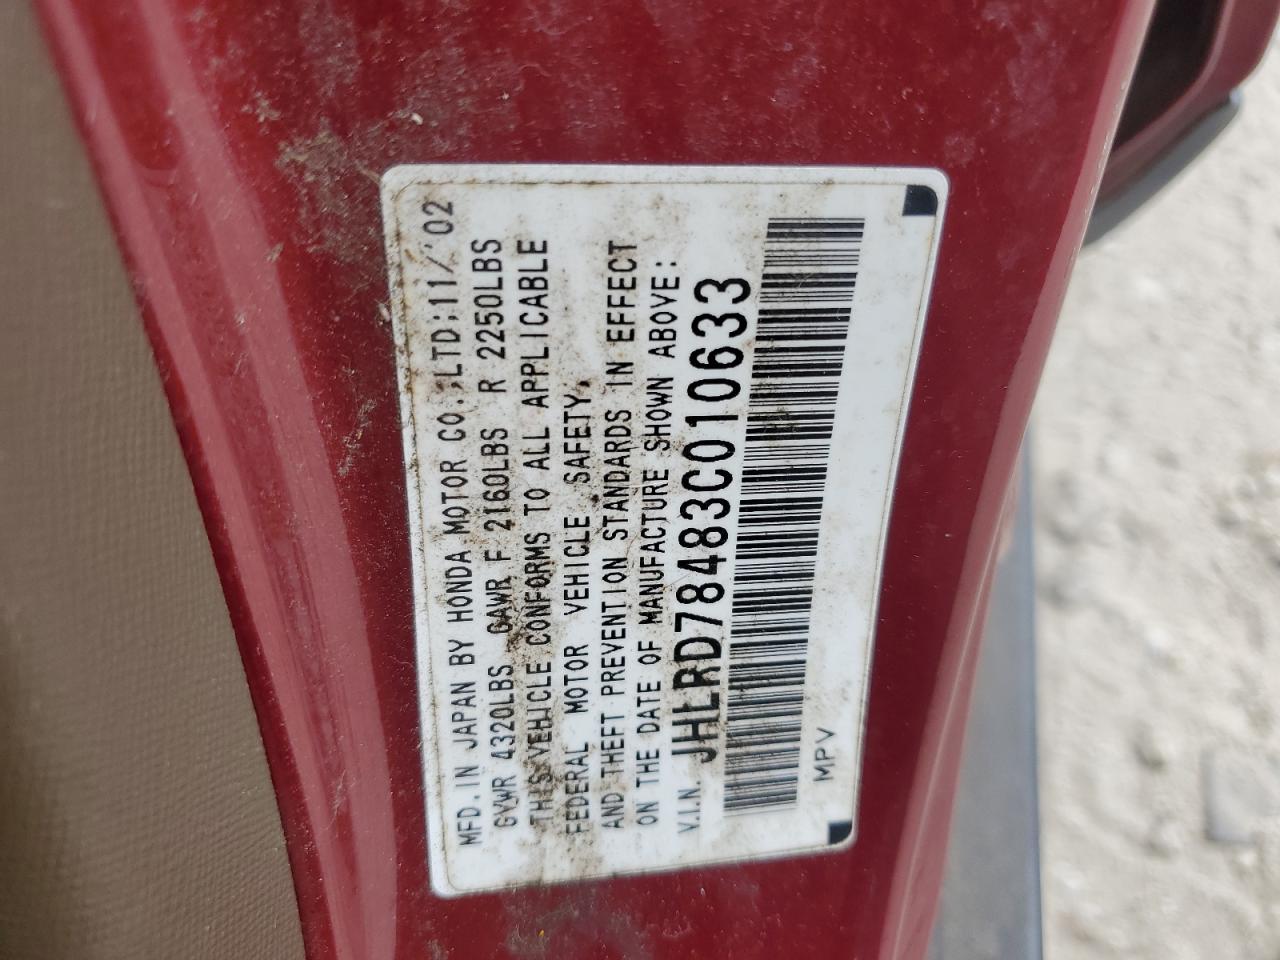 MFD. IN JAPAN BY HONDA MOTOR CO.,LTD;11/'02
GVWR 4320LBS GAWR F 2160LBS R 2250LBS
THIS VEHICLE CONFORMS TO ALL APPLICABLE
FEDERAL MOTOR VEHICLE SAFETY,
AND THEFT PREVENTION STANDARDS IN EFFECT
ON THE DATE OF MANUFACTURE SHOWN ABOVE:
V.I.N. JHLRD78483C010633
MPV